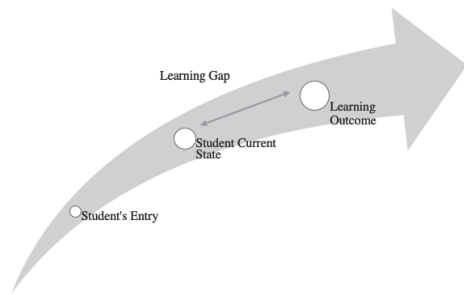 Learning Gap
Learning
Outcome
Student Current
State
Student's Entry